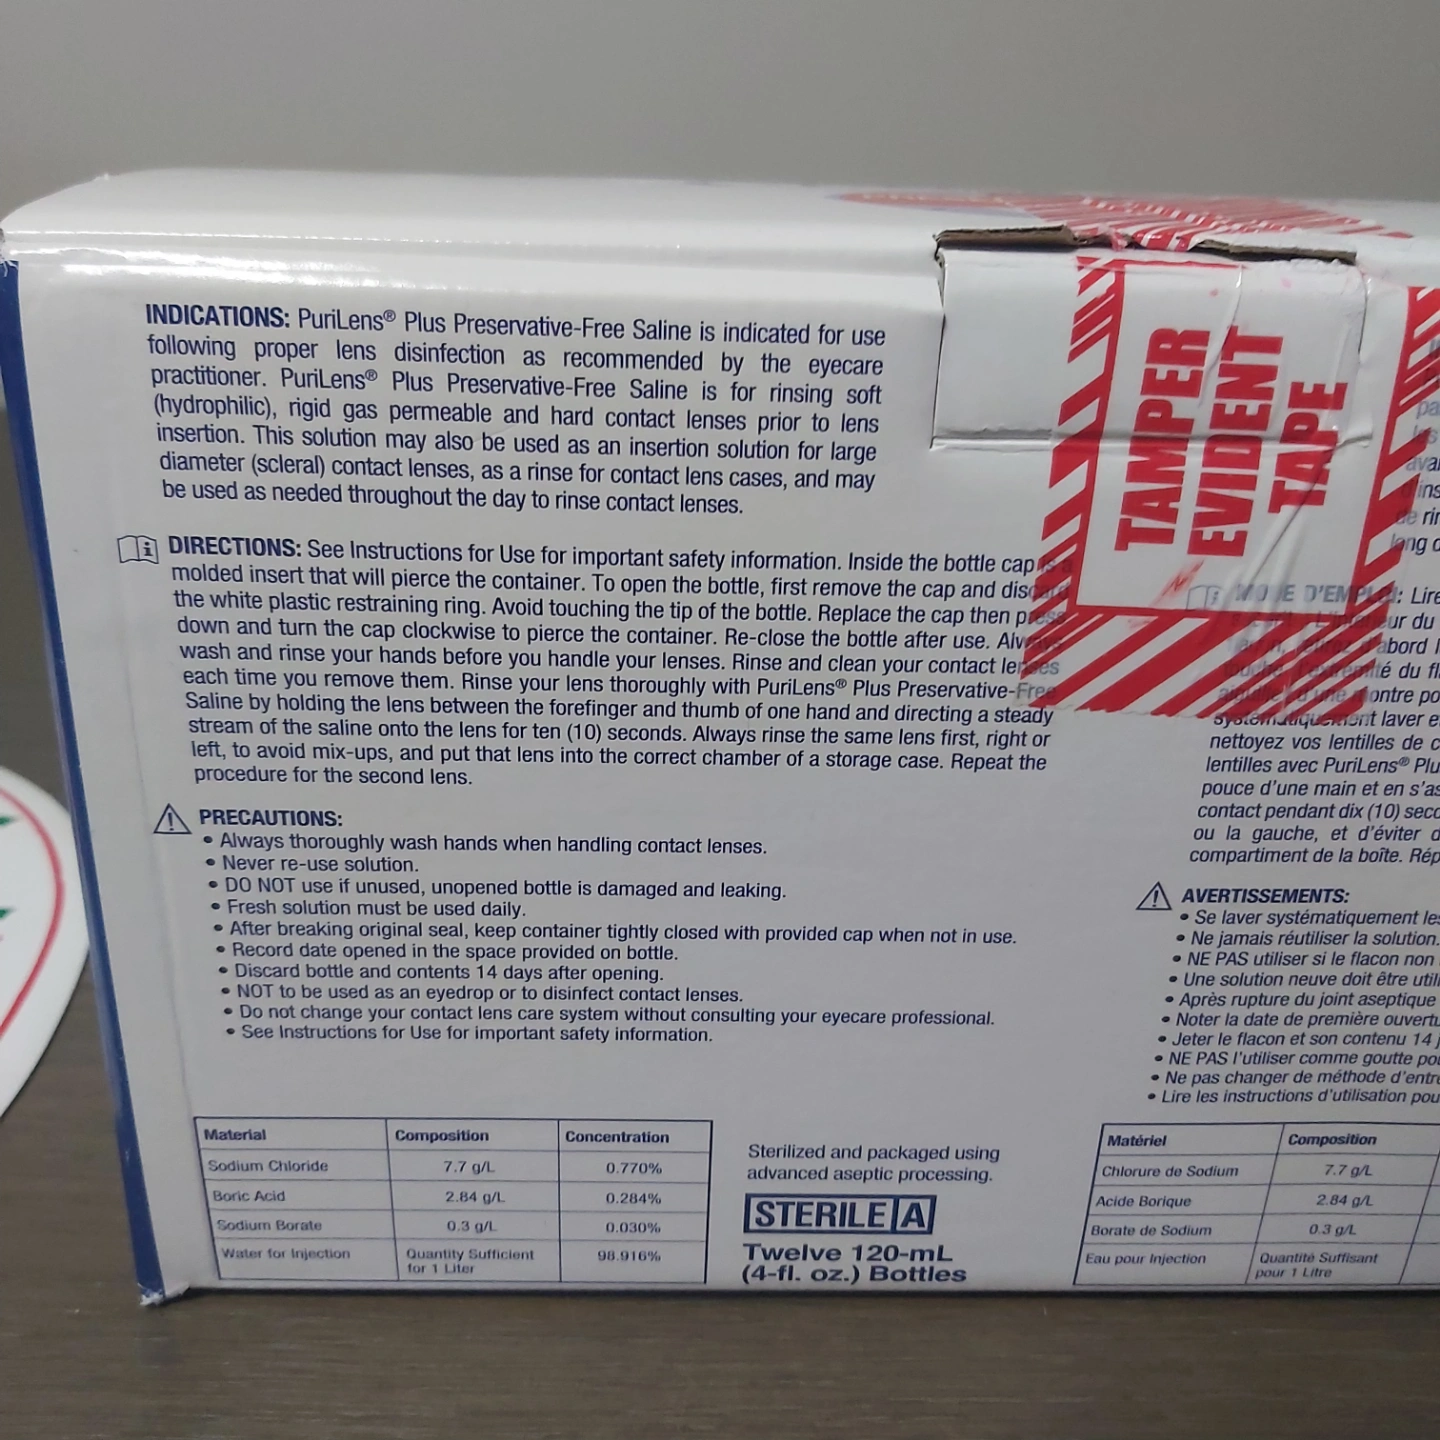 INDICATIONS: PuriLens® Plus Preservative-Free Saline is indicated for use
following proper lens disinfection as recommended by the eyecare
practitioner. PuriLens® Plus Preservative-Free Saline is for rinsing soft
(hydrophilic), rigid gas permeable and hard contact lenses prior to lens
insertion. This solution may also be used as an insertion solution for large
diameter (scleral) contact lenses, as a rinse for contact lens cases, and may
be used as needed throughout the day to rinse contact lenses.
DIRECTIONS: See Instructions for Use for important safety information. Inside the bottle cap is a
molded insert that will pierce the container. To open the bottle, first remove the cap and discard
the white plastic restraining ring. Avoid touching the tip of the bottle. Replace the cap then press
down and turn the cap clockwise to pierce the container. Re-close the bottle after use. Always
wash and rinse your hands before you handle your lenses. Rinse and clean your contact lenses
each time you remove them. Rinse your lens thoroughly with PuriLens® Plus Preservative-Free
Saline by holding the lens between the forefinger and thumb of one hand and directing a steady
stream of the saline onto the lens for ten (10) seconds. Always rinse the same lens first, right or
left, to avoid mix-ups, and put that lens into the correct chamber of a storage case. Repeat the
procedure for the second lens.
PRECAUTIONS:
• Always thoroughly wash hands when handling contact lenses.
• Never re-use solution.
• DO NOT use if unused, unopened bottle is damaged and leaking.
• Fresh solution must be used daily.
• After breaking original seal, keep container tightly closed with provided cap when not in use.
• Record date opened in the space provided on bottle.
• Discard bottle and contents 14 days after opening.
• NOT to be used as an eyedrop or to disinfect contact lenses.
• Do not change your contact lens care system without consulting your eyecare professional.
• See Instructions for Use for important safety information.
Material Composition Concentration
Sodium Chloride 7.7 g/L 0.770%
Boric Acid 2.84 g/L 0.284%
Sodium Borate 0.3 g/L 0.030%
Water for Injection Quantity Sufficient 98.916%
for 1 Liter
Sterilized and packaged using
advanced aseptic processing.
STERILE A
Twelve 120-mL
(4-fl. oz.) Bottles
TAMPER
EVIDENT
TAPE
MODE D'EMPLOI: Lire
du
d'abord
du
systématiquement laver
nettoyez vos lentilles de
lentilles avec PuriLens®
pouce d'une main et en
contact pendant dix (10)
ou la gauche, et d'éviter
compartiment de la boîte.
AVERTISSEMENTS:
• Se laver systématiquement
• Ne jamais réutiliser la solution.
• NE PAS utiliser si le flacon non
• Une solution neuve doit être
• Après rupture du joint aseptique
• Noter la date de première
• Jeter le flacon et son contenu 14
• NE PAS l'utiliser comme goutte
• Ne pas changer de méthode
• Lire les instructions d'utilisation
Matériel Composition
Chlorure de Sodium 7.7 g/L
Acide Borique 2.84 g/L
Borate de Sodium 0.3 g/L
Eau pour Injection Quantité Suffisant
pour 1 Litre